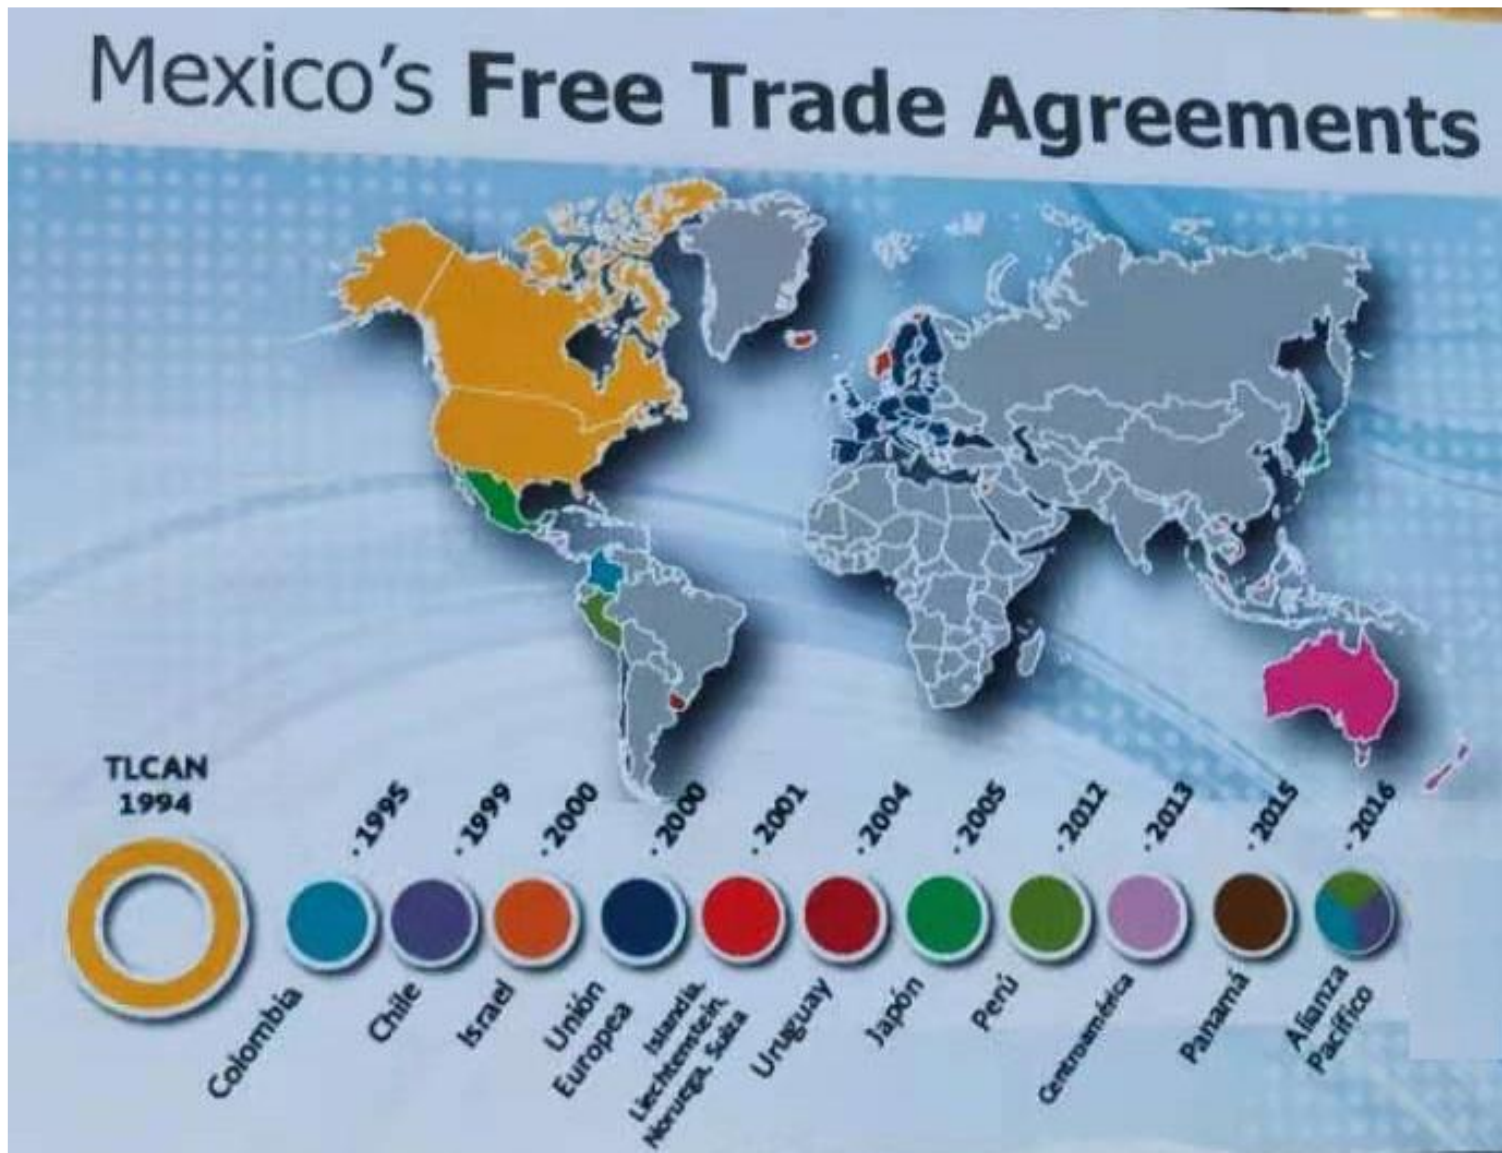 Mexico's Free Trade Agreements
TLCAN
1994
· 1995
· 1999
· 2000
· 2000
· 2001
· 2004
· 2005
· 2012
· 2013
· 2015
· 2016
Colombia
Chile
Israel
Unión
Europea
Islandia,
Liechtenstein,
Noruega, Suiza
Uruguay
Japón
Perú
Centroamérica
Panamá
Alianza
Pacífico